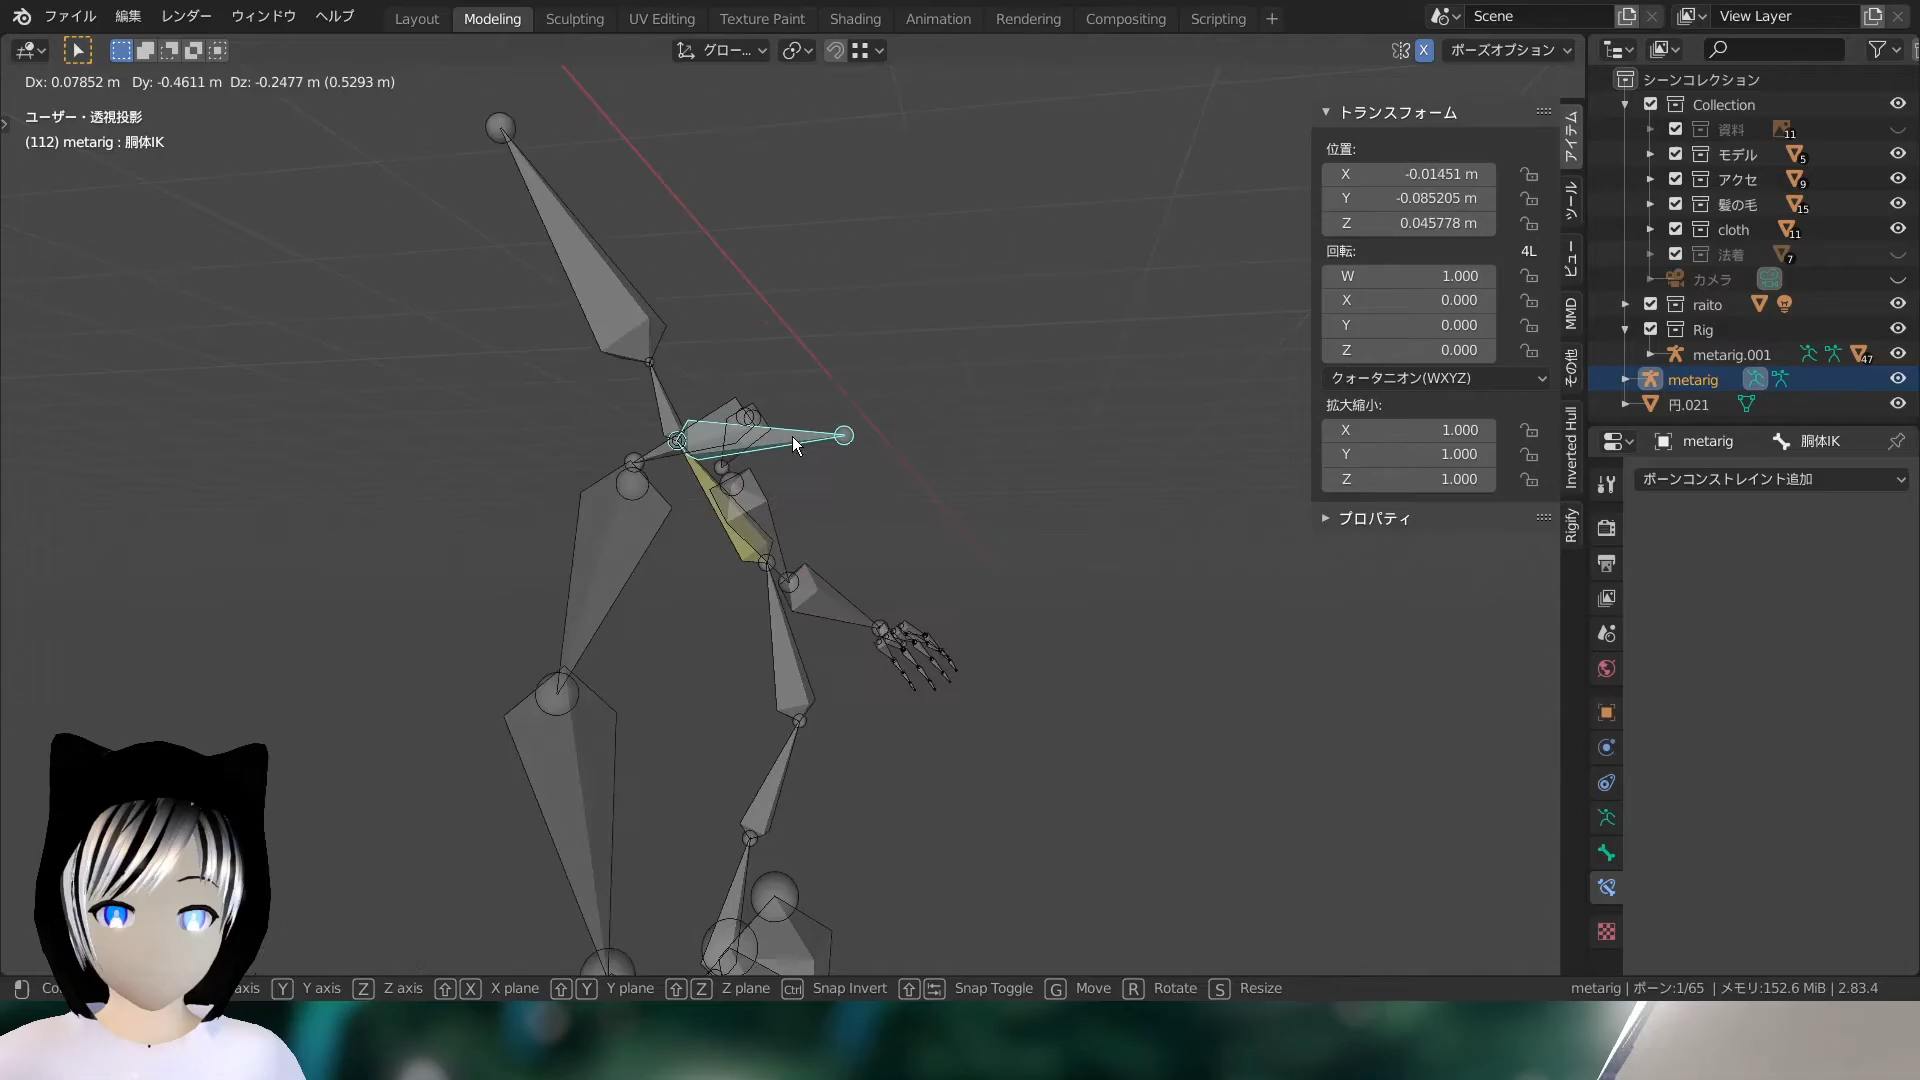 ファイル 編集 レンダー ウィンドウ ヘルプ Layout Modeling Sculpting UV Editing Texture Paint Shading Animation Rendering Compositing Scripting + Scene View Layer
グロー... X ポーズオプション
Dx: 0.07852 m Dy: -0.4611 m Dz: -0.2477 m (0.5293 m)
ユーザー・透視投影
(112) metarig : 胴体IK
トランスフォーム
位置:
X -0.01451 m
Y -0.085205 m
Z 0.045778 m
回転: 4L
W 1.000
X 0.000
Y 0.000
Z 0.000
クォータニオン(WXYZ)
拡大縮小:
X 1.000
Y 1.000
Z 1.000
プロパティ
アイテム
ツール
ビュー
MMD
その他
Inverted Hull
Rigify
シーンコレクション
Collection
資料 11
モデル 5
アクセ 9
髪の毛 15
cloth 11
法着 7
カメラ
raito
Rig
metarig.001 47
metarig
円.021
metarig 胴体IK
ボーンコンストレイント追加
Co axis Y Y axis Z Z axis X X plane Y Y plane Z Z plane Ctrl Snap Invert Snap Toggle G Move R Rotate S Resize metarig | ボーン:1/65 | メモリ:152.6 MiB | 2.83.4